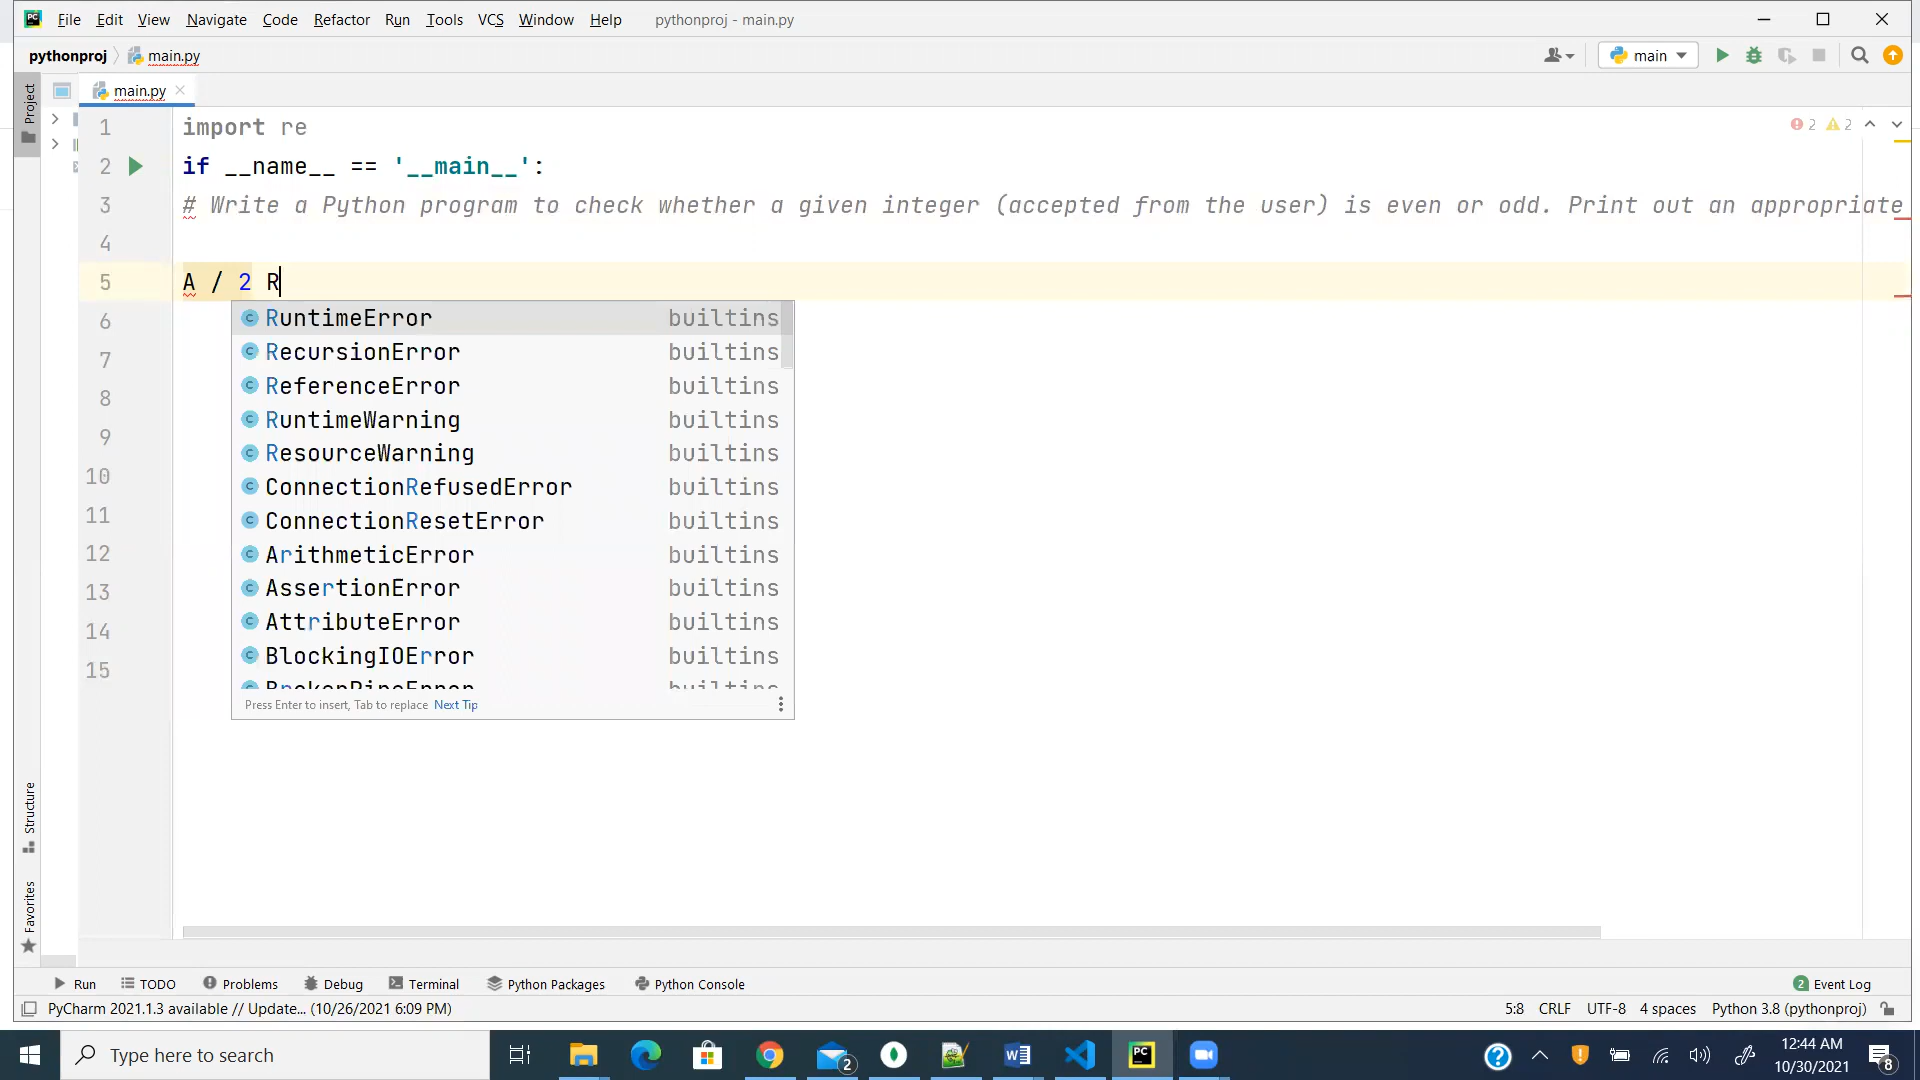 PC File Edit View Navigate Code Refactor Run Tools VCS Window Help pythonproj - main.py
pythonproj main.py main
Project main.py 2 2
1 import re
2 if __name__ == '__main__':
3 # Write a Python program to check whether a given integer (accepted from the user) is even or odd. Print out an appropriate
4
5 A / 2 R
6
7
8
9
10
11
12
13
14
15
RuntimeError builtins
RecursionError builtins
ReferenceError builtins
RuntimeWarning builtins
ResourceWarning builtins
ConnectionRefusedError builtins
ConnectionResetError builtins
ArithmeticError builtins
AssertionError builtins
AttributeError builtins
BlockingIOError builtins
BrokenPipeError builtins
Press Enter to insert, Tab to replace Next Tip
Structure
Favorites
Run TODO Problems Debug Terminal Python Packages Python Console 2 Event Log
PyCharm 2021.1.3 available // Update... (10/26/2021 6:09 PM) 5:8 CRLF UTF-8 4 spaces Python 3.8 (pythonproj)
Type here to search 2 PC 12:44 AM
10/30/2021 8